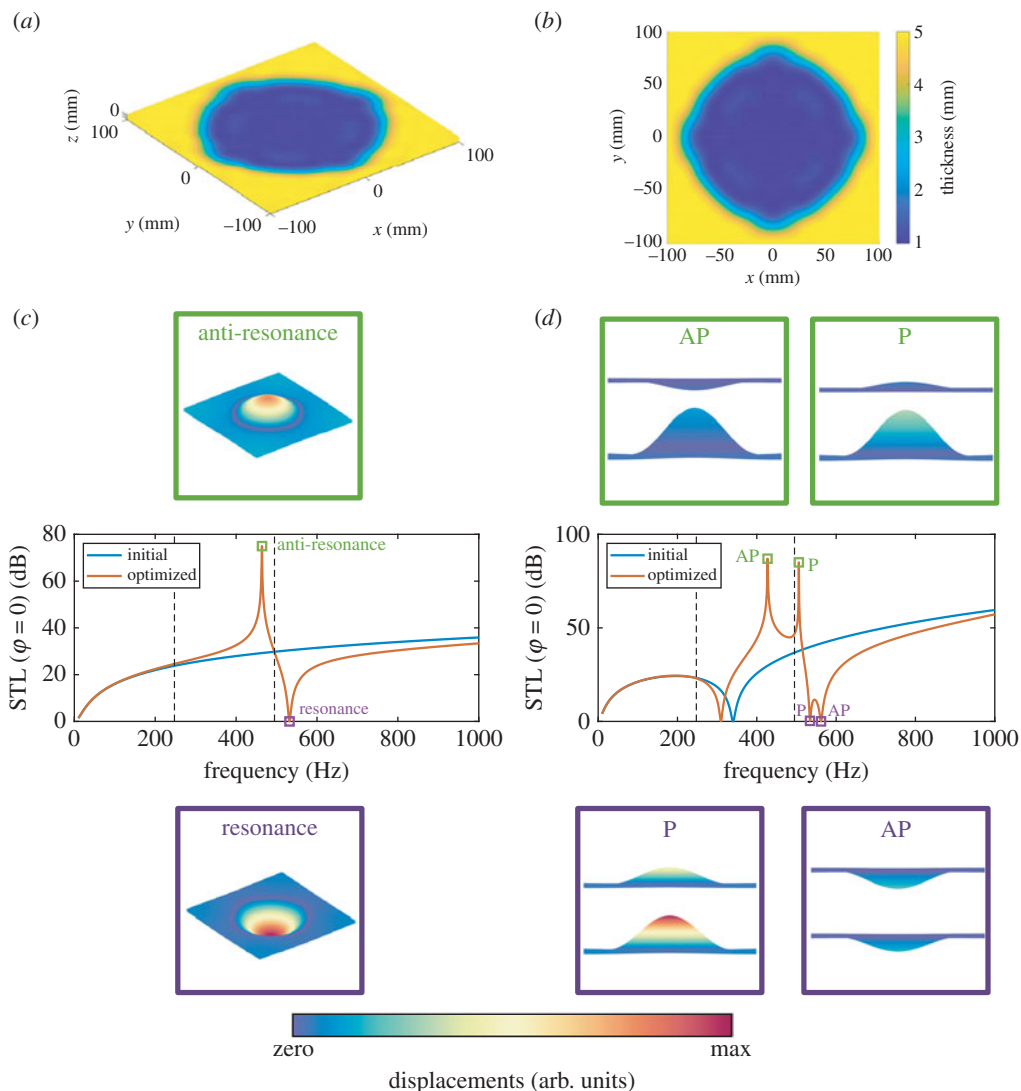 (a)
0
100
z (mm)
0
y (mm)
−100
−100
x (mm)
0
100
(b)
100
50
0
−50
−100
y (mm)
−100
−50
0
50
100
x (mm)
5
4
3
2
1
thickness (mm)
(c)
anti-resonance
80
60
40
20
0
STL (φ = 0) (dB)
initial
optimized
anti-resonance
resonance
0 200 400 600 800 1000
frequency (Hz)
resonance
(d)
AP
P
100
50
0
STL (φ = 0) (dB)
initial
optimized
AP
P
P
AP
0 200 400 600 800 1000
frequency (Hz)
P
AP
zero
max
displacements (arb. units)